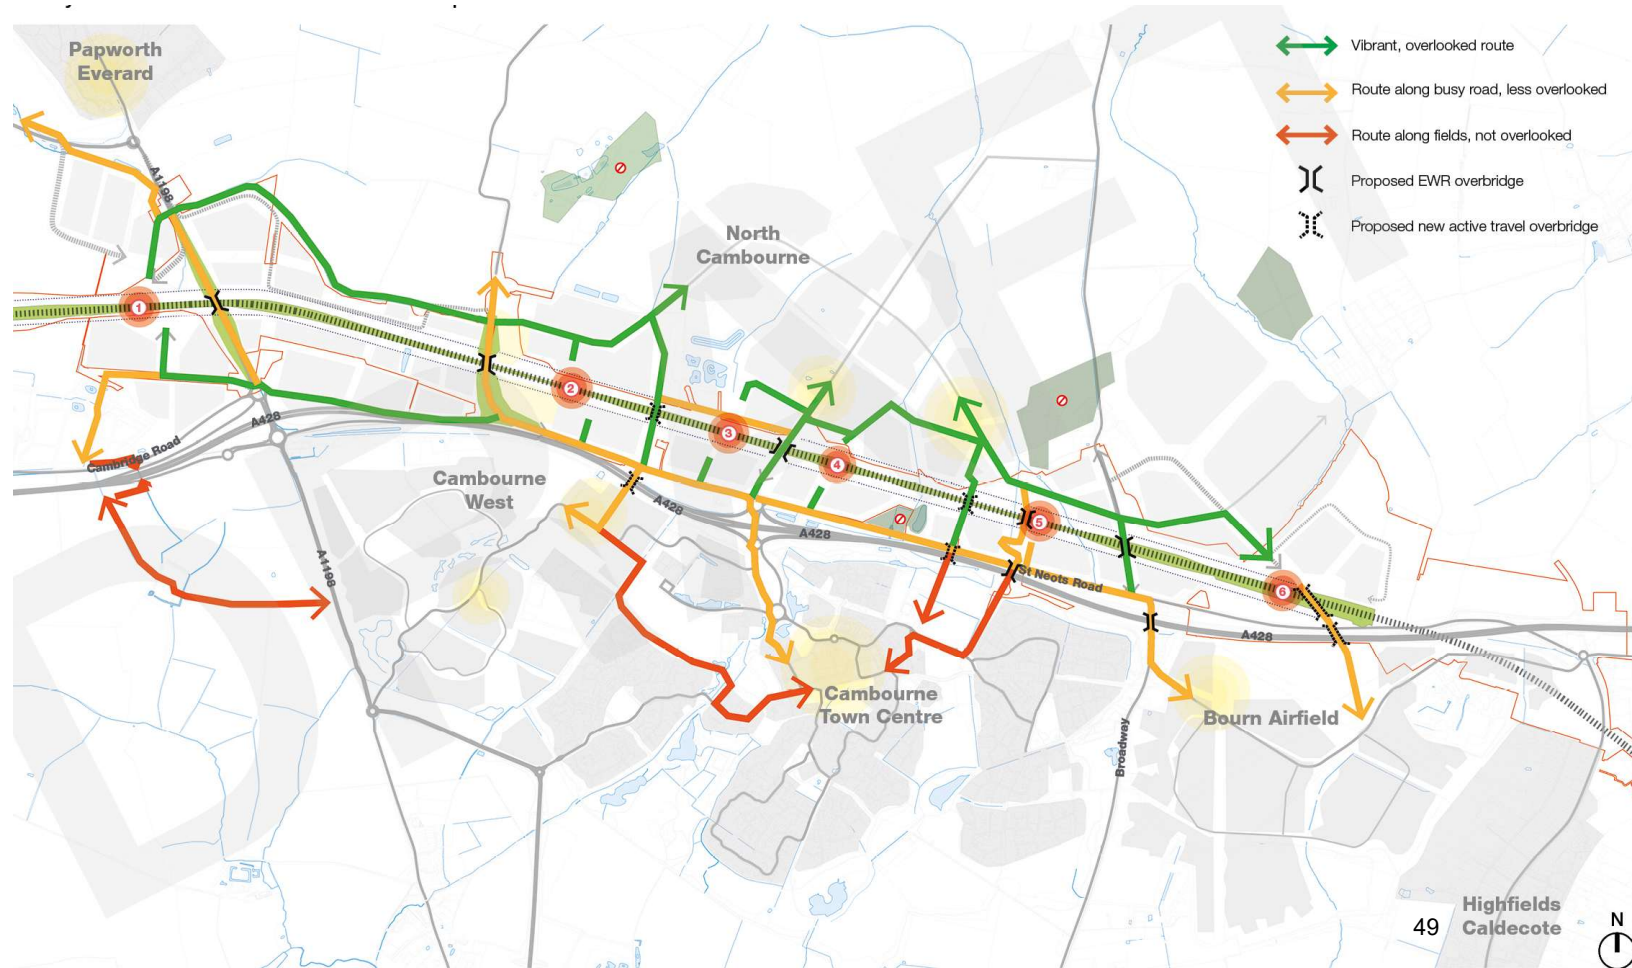 Papworth
Everard
Vibrant, overlooked route
Route along busy road, less overlooked
Route along fields, not overlooked
Proposed EWR overbridge
Proposed new active travel overbridge
A1198
North
Cambourne
1
2
3
4
5
6
A428
Cambridge Road
Cambourne
West
A428
A428
St Neots Road
A1198
A428
Cambourne
Town Centre
Bourn Airfield
Broadway
Highfields
Caldecote
49
N